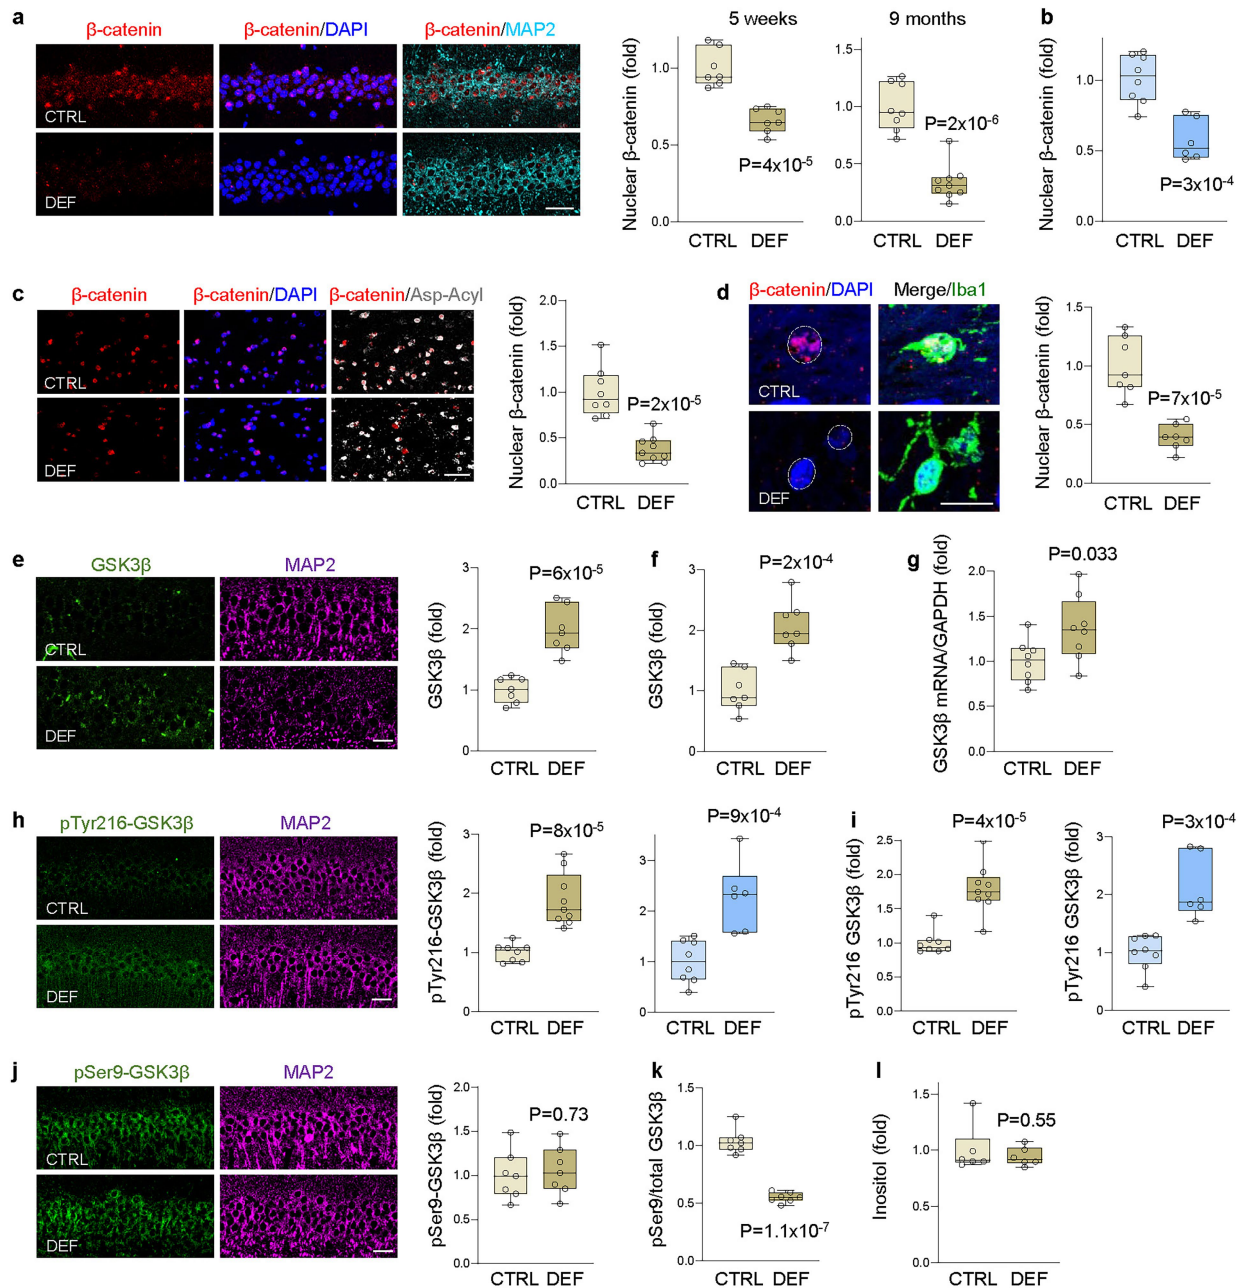 a
β-catenin
β-catenin/DAPI
β-catenin/MAP2
CTRL
DEF
5 weeks
Nuclear β-catenin (fold)
1.0
0.5
0.0
P=4x10-5
CTRL DEF
9 months
1.5
1.0
0.5
0.0
P=2x10-6
CTRL DEF
b
Nuclear β-catenin (fold)
1.0
0.5
0.0
P=3x10-4
CTRL DEF
c
β-catenin
β-catenin/DAPI
β-catenin/Asp-Acyl
CTRL
DEF
Nuclear β-catenin (fold)
2.0
1.5
1.0
0.5
0.0
P=2x10-5
CTRL DEF
d
β-catenin/DAPI
Merge/Iba1
CTRL
DEF
Nuclear β-catenin (fold)
1.5
1.0
0.5
0.0
P=7x10-5
CTRL DEF
e
GSK3β
MAP2
CTRL
DEF
GSK3β (fold)
3
2
1
0
P=6x10-5
CTRL DEF
f
GSK3β (fold)
3
2
1
0
P=2x10-4
CTRL DEF
g
GSK3β mRNA/GAPDH (fold)
2.0
1.5
1.0
0.5
0.0
P=0.033
CTRL DEF
h
pTyr216-GSK3β
MAP2
CTRL
DEF
pTyr216-GSK3β (fold)
3
2
1
0
P=8x10-5
CTRL DEF
3
2
1
0
P=9x10-4
CTRL DEF
i
pTyr216 GSK3β (fold)
2.5
2.0
1.5
1.0
0.5
0.0
P=4x10-5
CTRL DEF
pTyr216 GSK3β (fold)
3
2
1
0
P=3x10-4
CTRL DEF
j
pSer9-GSK3β
MAP2
CTRL
DEF
pSer9-GSK3β (fold)
2.0
1.5
1.0
0.5
0.0
P=0.73
CTRL DEF
k
pSer9/total GSK3β
1.5
1.0
0.5
0.0
P=1.1x10-7
CTRL DEF
l
Inositol (fold)
1.5
1.0
0.5
0.0
P=0.55
CTRL DEF